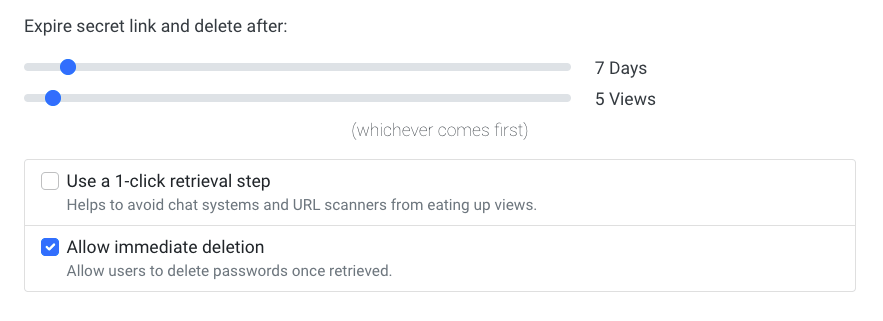 Expire secret link and delete after:
7 Days
5 Views
(whichever comes first)
Use a 1-click retrieval step
Helps to avoid chat systems and URL scanners from eating up views.
Allow immediate deletion
Allow users to delete passwords once retrieved.